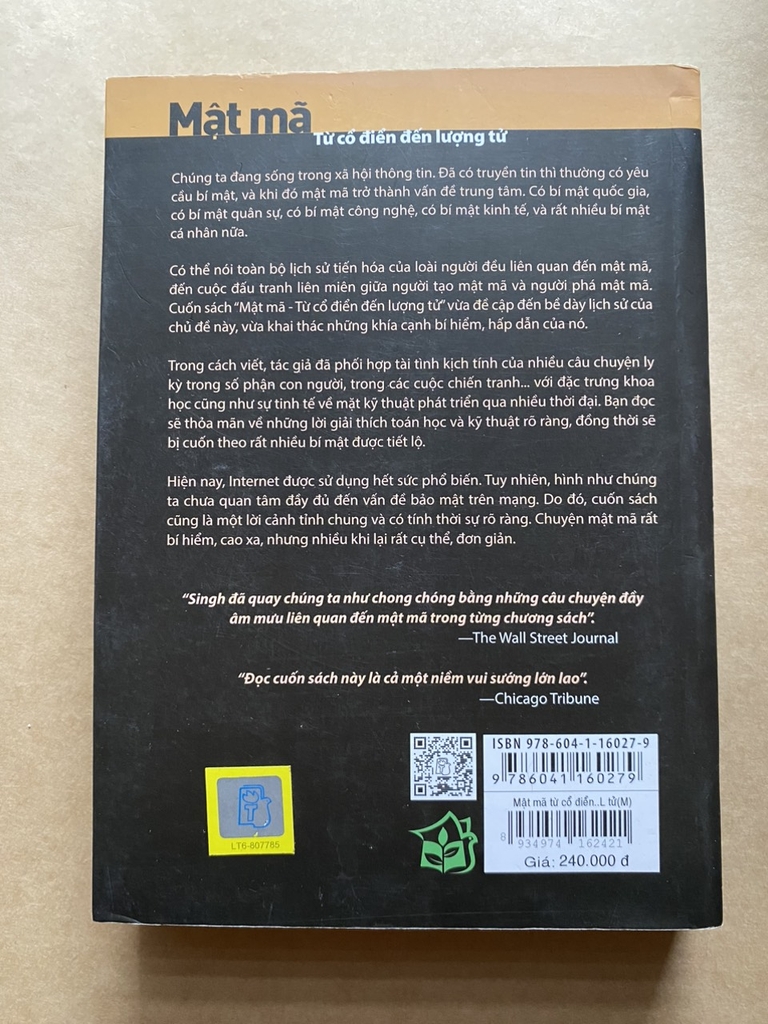 Mật mã
Từ cổ điển đến lượng tử
Chúng ta đang sống trong xã hội thông tin. Đã có truyền tin thì thường có yêu
cầu bí mật, và khi đó mật mã trở thành vấn đề trung tâm. Có bí mật quốc gia,
có bí mật quân sự, có bí mật công nghệ, có bí mật kinh tế, và rất nhiều bí mật
cá nhân nữa.
Có thể nói toàn bộ lịch sử tiến hóa của loài người đều liên quan đến mật mã,
đến cuộc đấu tranh liên miên giữa người tạo mật mã và người phá mật mã.
Cuốn sách “Mật mã - Từ cổ điển đến lượng tử” vừa đề cập đến bề dày lịch sử của
chủ đề này, vừa khai thác những khía cạnh bí hiểm, hấp dẫn của nó.
Trong cách viết, tác giả đã phối hợp tài tình kịch tính của nhiều câu chuyện ly
kỳ trong số phận con người, trong các cuộc chiến tranh... với đặc trưng khoa
học cũng như sự tinh tế về mặt kỹ thuật phát triển qua nhiều thời đại. Bạn đọc
sẽ thỏa mãn về những lời giải thích toán học và kỹ thuật rõ ràng, đồng thời sẽ
bị cuốn theo rất nhiều bí mật được tiết lộ.
Hiện nay, Internet được sử dụng hết sức phổ biến. Tuy nhiên, hình như chúng
ta chưa quan tâm đầy đủ đến vấn đề bảo mật trên mạng. Do đó, cuốn sách
cũng là một lời cảnh tỉnh chung và có tính thời sự rõ ràng. Chuyện mật mã rất
bí hiểm, cao xa, nhưng nhiều khi lại rất cụ thể, đơn giản.
“Singh đã quay chúng ta như chong chóng bằng những câu chuyện đầy
âm mưu liên quan đến mật mã trong từng chương sách”.
—The Wall Street Journal
“Đọc cuốn sách này là cả một niềm vui sướng lớn lao”.
—Chicago Tribune
ISBN 978-604-1-16027-9
9 786041 160279
Mật mã từ cổ điển..L tử(M)
8 934974 162421
Giá: 240.000 đ
LT6-807785